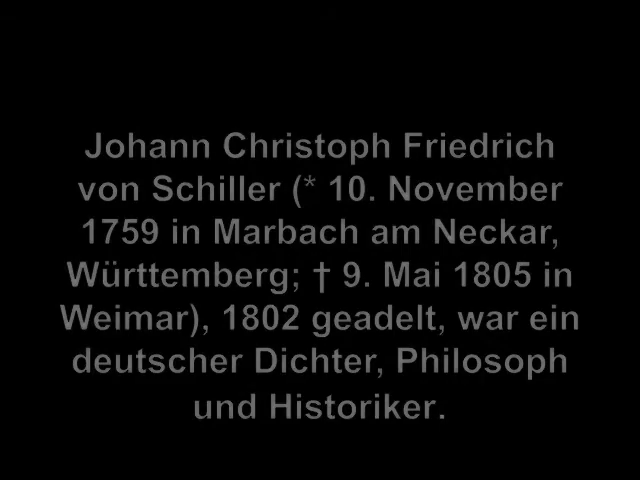 Johann Christoph Friedrich
von Schiller (* 10. November
1759 in Marbach am Neckar,
Württemberg; † 9. Mai 1805 in
Weimar), 1802 geadelt, war ein
deutscher Dichter, Philosoph
und Historiker.